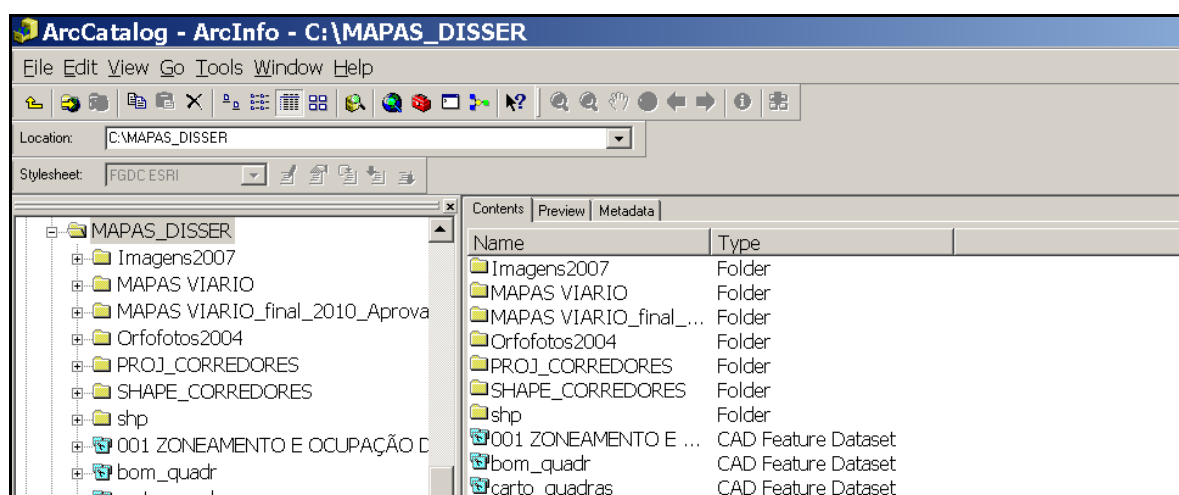 ArcCatalog - ArcInfo - C:\MAPAS_DISSER
File Edit View Go Tools Window Help
Location: C:\MAPAS_DISSER
Stylesheet: FGDC ESRI
MAPAS_DISSER
Imagens2007
MAPAS VIARIO
MAPAS VIARIO_final_2010_Aprova
Orfofotos2004
PROJ_CORREDORES
SHAPE_CORREDORES
shp
001 ZONEAMENTO E OCUPAÇÃO D
bom_quadr
Contents Preview Metadata
Name Type
Imagens2007 Folder
MAPAS VIARIO Folder
MAPAS VIARIO_final_... Folder
Orfofotos2004 Folder
PROJ_CORREDORES Folder
SHAPE_CORREDORES Folder
shp Folder
001 ZONEAMENTO E ... CAD Feature Dataset
bom_quadr CAD Feature Dataset
carto_quadras CAD Feature Dataset